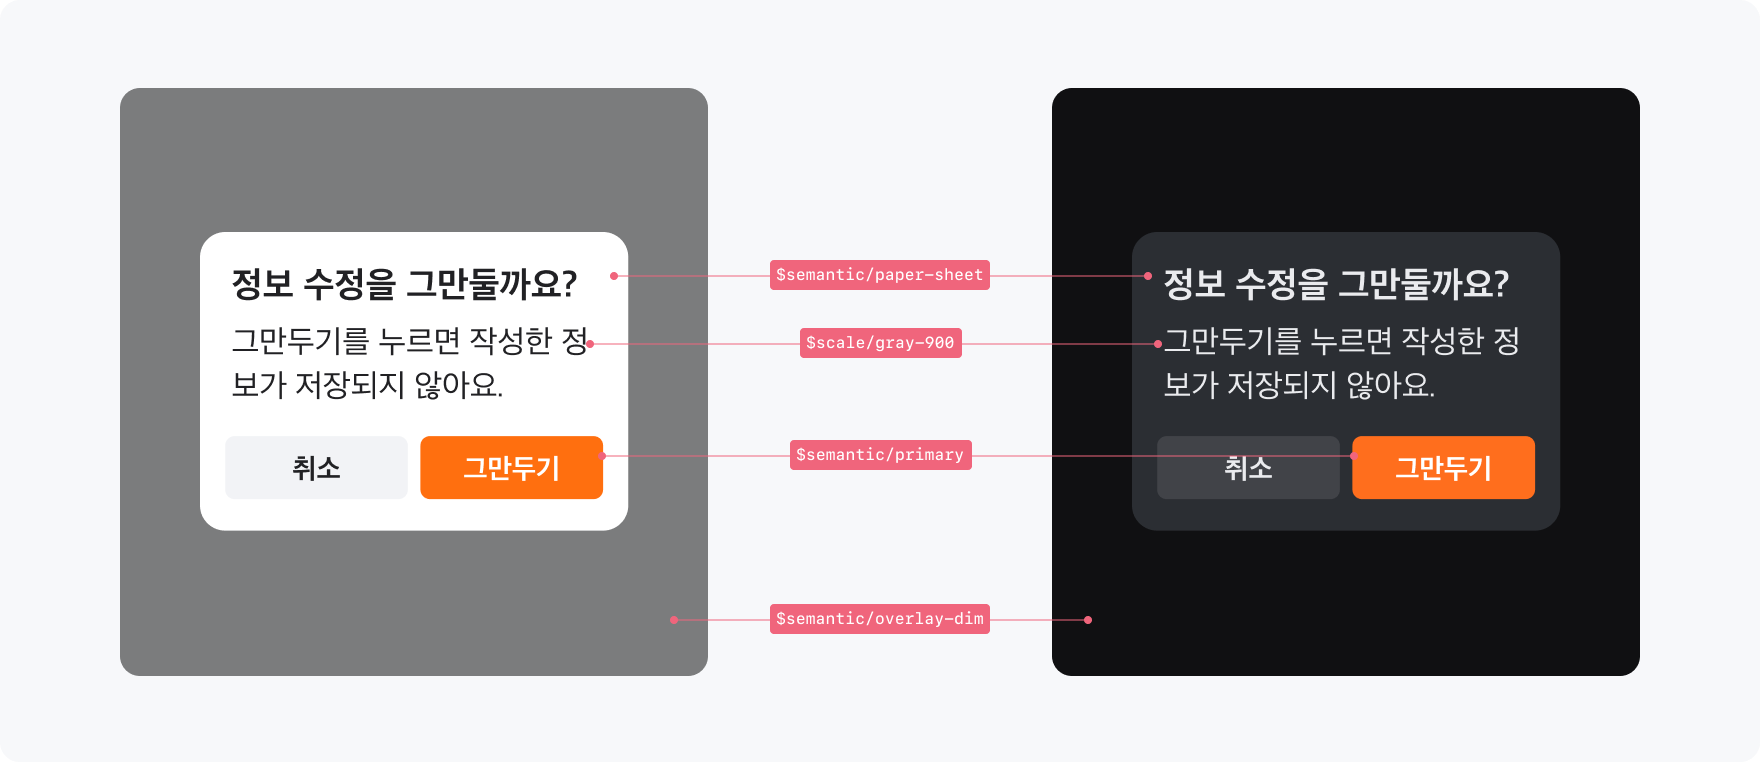 정보 수정을 그만둘까요?
그만두기를 누르면 작성한 정
보가 저장되지 않아요.
취소
그만두기
$semantic/paper-sheet
$scale/gray-900
$semantic/primary
$semantic/overlay-dim
정보 수정을 그만둘까요?
그만두기를 누르면 작성한 정
보가 저장되지 않아요.
취소
그만두기